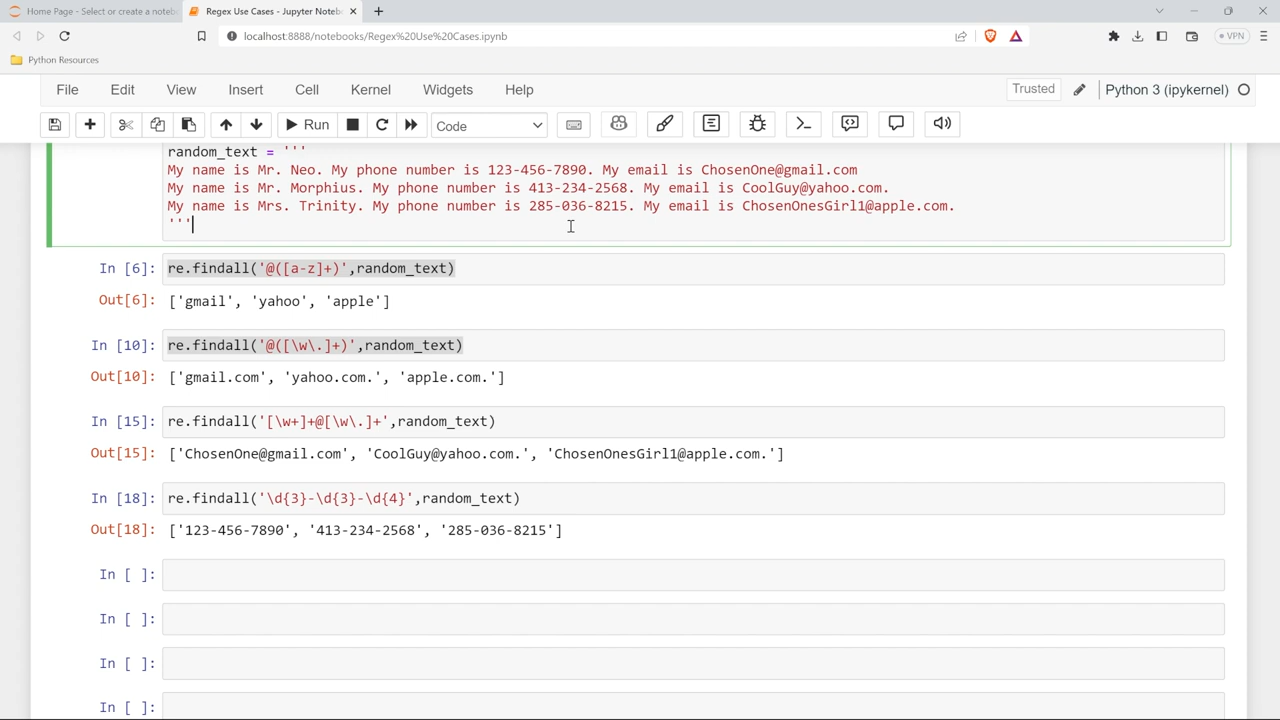 Home Page - Select or create a noteb
Regex Use Cases - Jupyter Noteb
localhost:8888/notebooks/Regex%20Use%20Cases.ipynb
VPN
Python Resources
File Edit View Insert Cell Kernel Widgets Help
Trusted
Python 3 (ipykernel)
Run
Code
random_text = '''
My name is Mr. Neo. My phone number is 123-456-7890. My email is ChosenOne@gmail.com
My name is Mr. Morphius. My phone number is 413-234-2568. My email is CoolGuy@yahoo.com.
My name is Mrs. Trinity. My phone number is 285-036-8215. My email is ChosenOnesGirl1@apple.com.
'''
In [6]: re.findall('@([a-z]+)',random_text)
Out[6]: ['gmail', 'yahoo', 'apple']
In [10]: re.findall('@([\w\.]+)',random_text)
Out[10]: ['gmail.com', 'yahoo.com.', 'apple.com.']
In [15]: re.findall('[\w+]+@[\w\.]+',random_text)
Out[15]: ['ChosenOne@gmail.com', 'CoolGuy@yahoo.com.', 'ChosenOnesGirl1@apple.com.']
In [18]: re.findall('\d{3}-\d{3}-\d{4}',random_text)
Out[18]: ['123-456-7890', '413-234-2568', '285-036-8215']
In [ ]:
In [ ]:
In [ ]:
In [ ]: